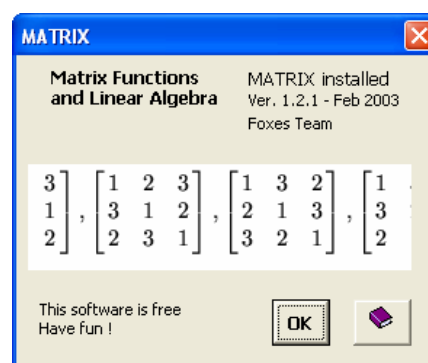 MATRIX
Matrix Functions
and Linear Algebra
MATRIX installed
Ver. 1.2.1 - Feb 2003
Foxes Team
3] , [1 2 3] , [1 3 2] , [1
1] , [3 1 2] , [2 1 3] , [3
2] , [2 3 1] , [3 2 1] , [2
This software is free
Have fun !
OK